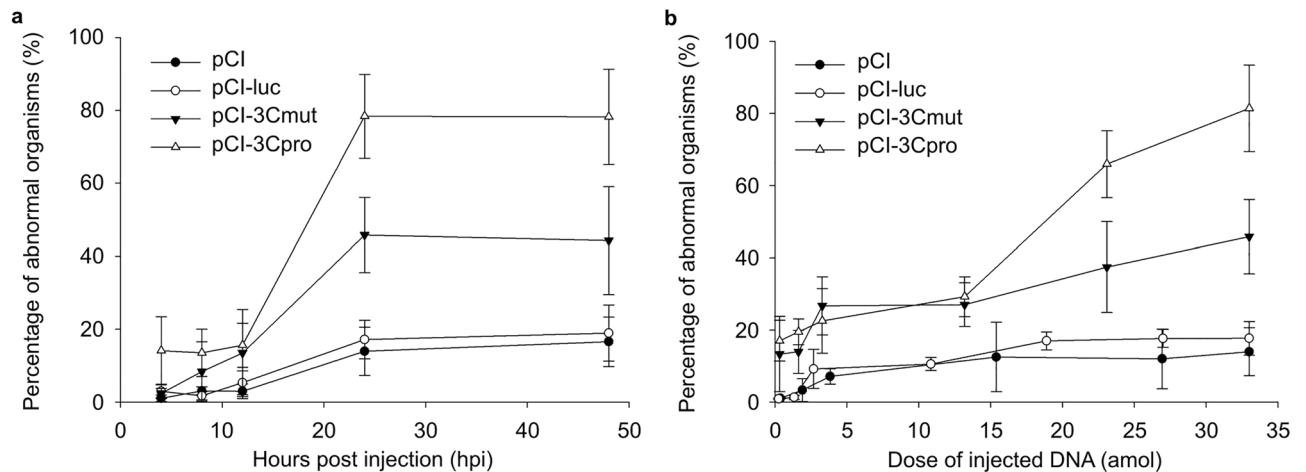 a
Percentage of abnormal organisms (%)
100
80
60
40
20
0
pCI
pCI-luc
pCI-3Cmut
pCI-3Cpro
0 10 20 30 40 50
Hours post injection (hpi)
b
Percentage of abnormal organisms (%)
100
80
60
40
20
0
pCI
pCI-luc
pCI-3Cmut
pCI-3Cpro
0 5 10 15 20 25 30 35
Dose of injected DNA (amol)